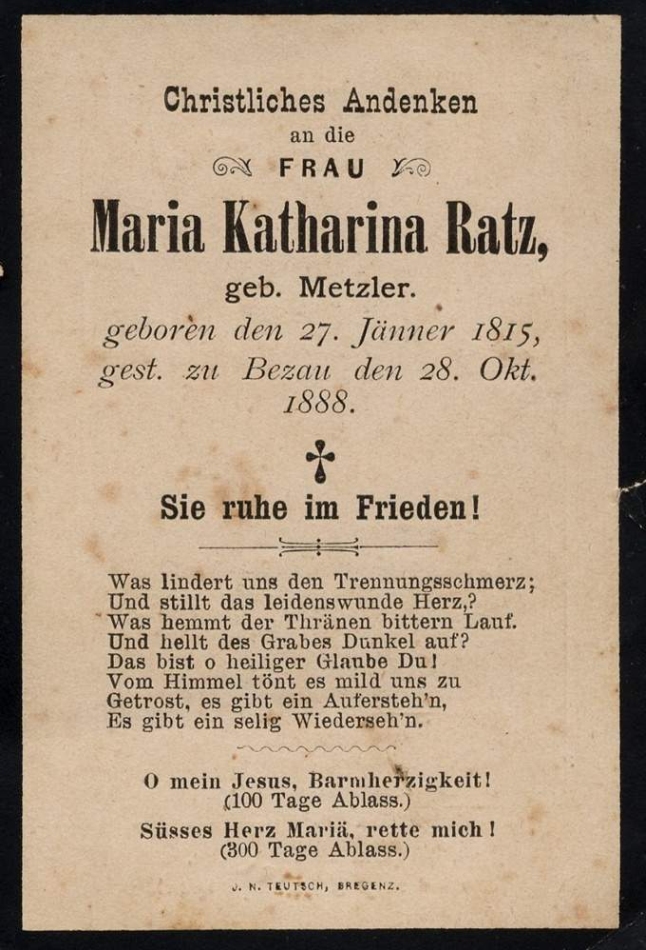 Christliches Andenken
an die
FRAU
Maria Katharina Ratz,
geb. Metzler.
geboren den 27. Jänner 1815,
gest. zu Bezau den 28. Okt.
1888.
Sie ruhe im Frieden!
Was lindert uns den Trennungsschmerz;
Und stillt das leidenswunde Herz,?
Was hemmt der Thränen bittern Lauf.
Und hellt des Grabes Dunkel auf?
Das bist o heiliger Glaube Du!
Vom Himmel tönt es mild uns zu
Getrost, es gibt ein Aufersteh'n,
Es gibt ein selig Wiederseh'n.
O mein Jesus, Barmherzigkeit!
(100 Tage Ablass.)
Süsses Herz Mariä, rette mich!
(300 Tage Ablass.)
J. N. TEUTSCH, BREGENZ.